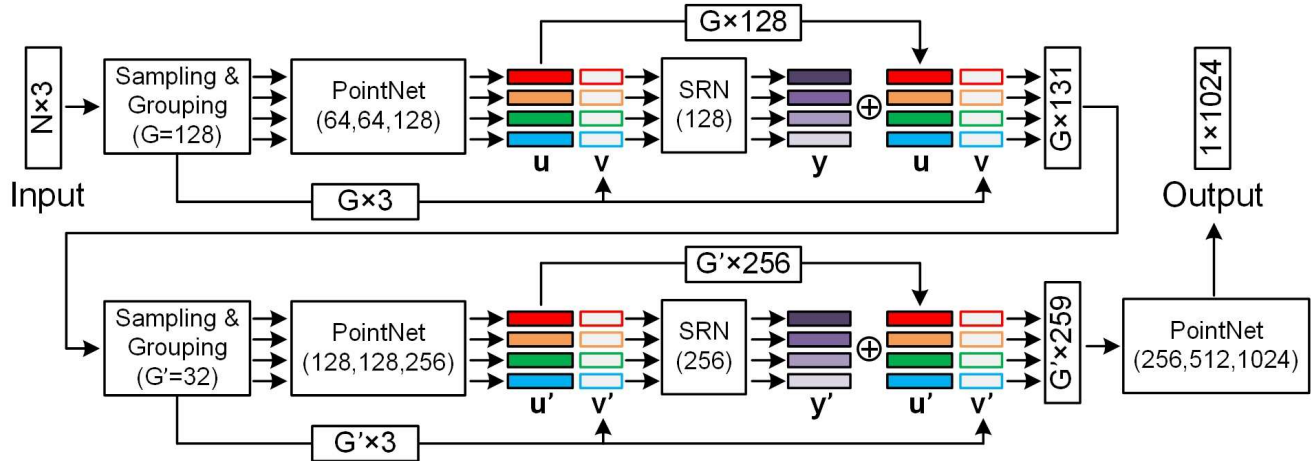 G×128
N×3
Sampling &
Grouping
(G=128)
PointNet
(64,64,128)
SRN
(128)
G×131
1×1024
u
v
y
u
v
Input
G×3
Output
G'×256
Sampling &
Grouping
(G'=32)
PointNet
(128,128,256)
SRN
(256)
G'×259
PointNet
(256,512,1024)
u'
v'
y'
u'
v'
G'×3